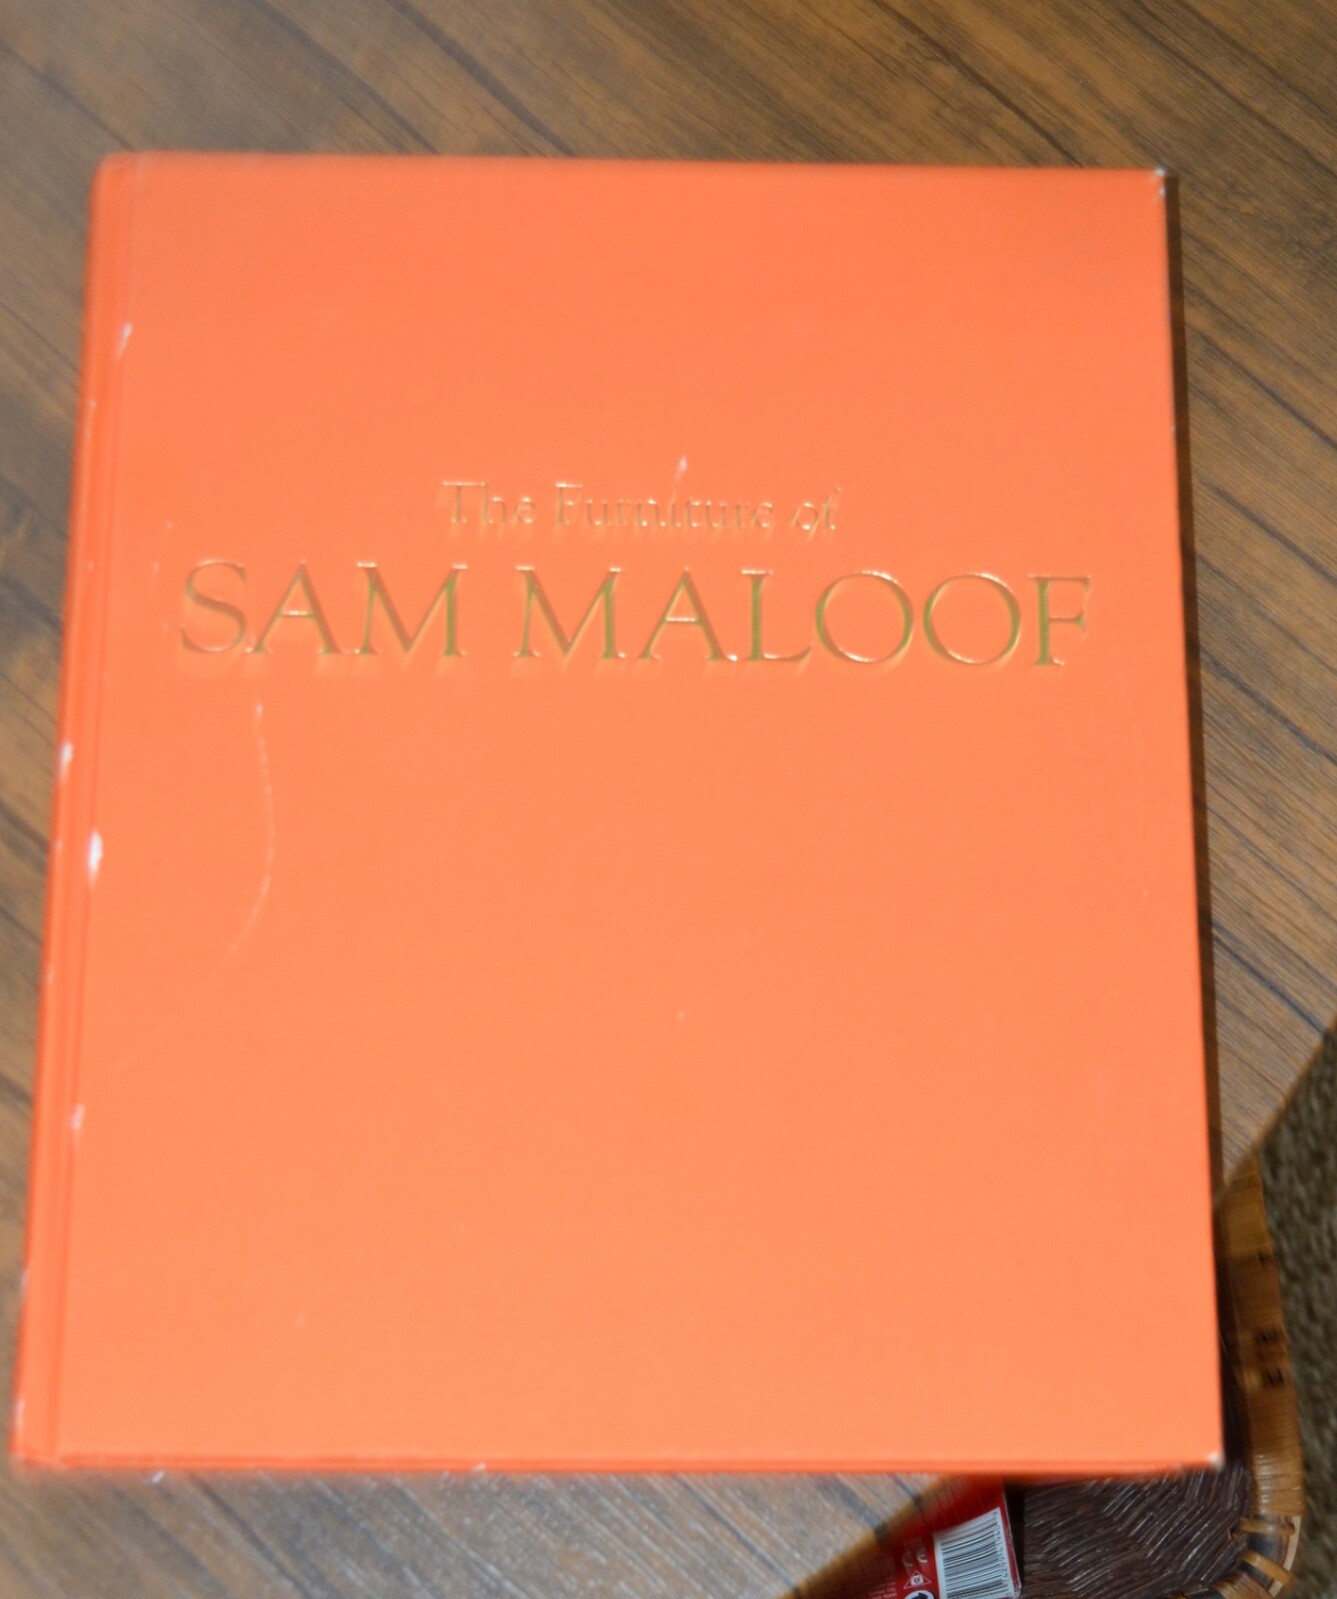 The Furniture of
SAM MALOOF